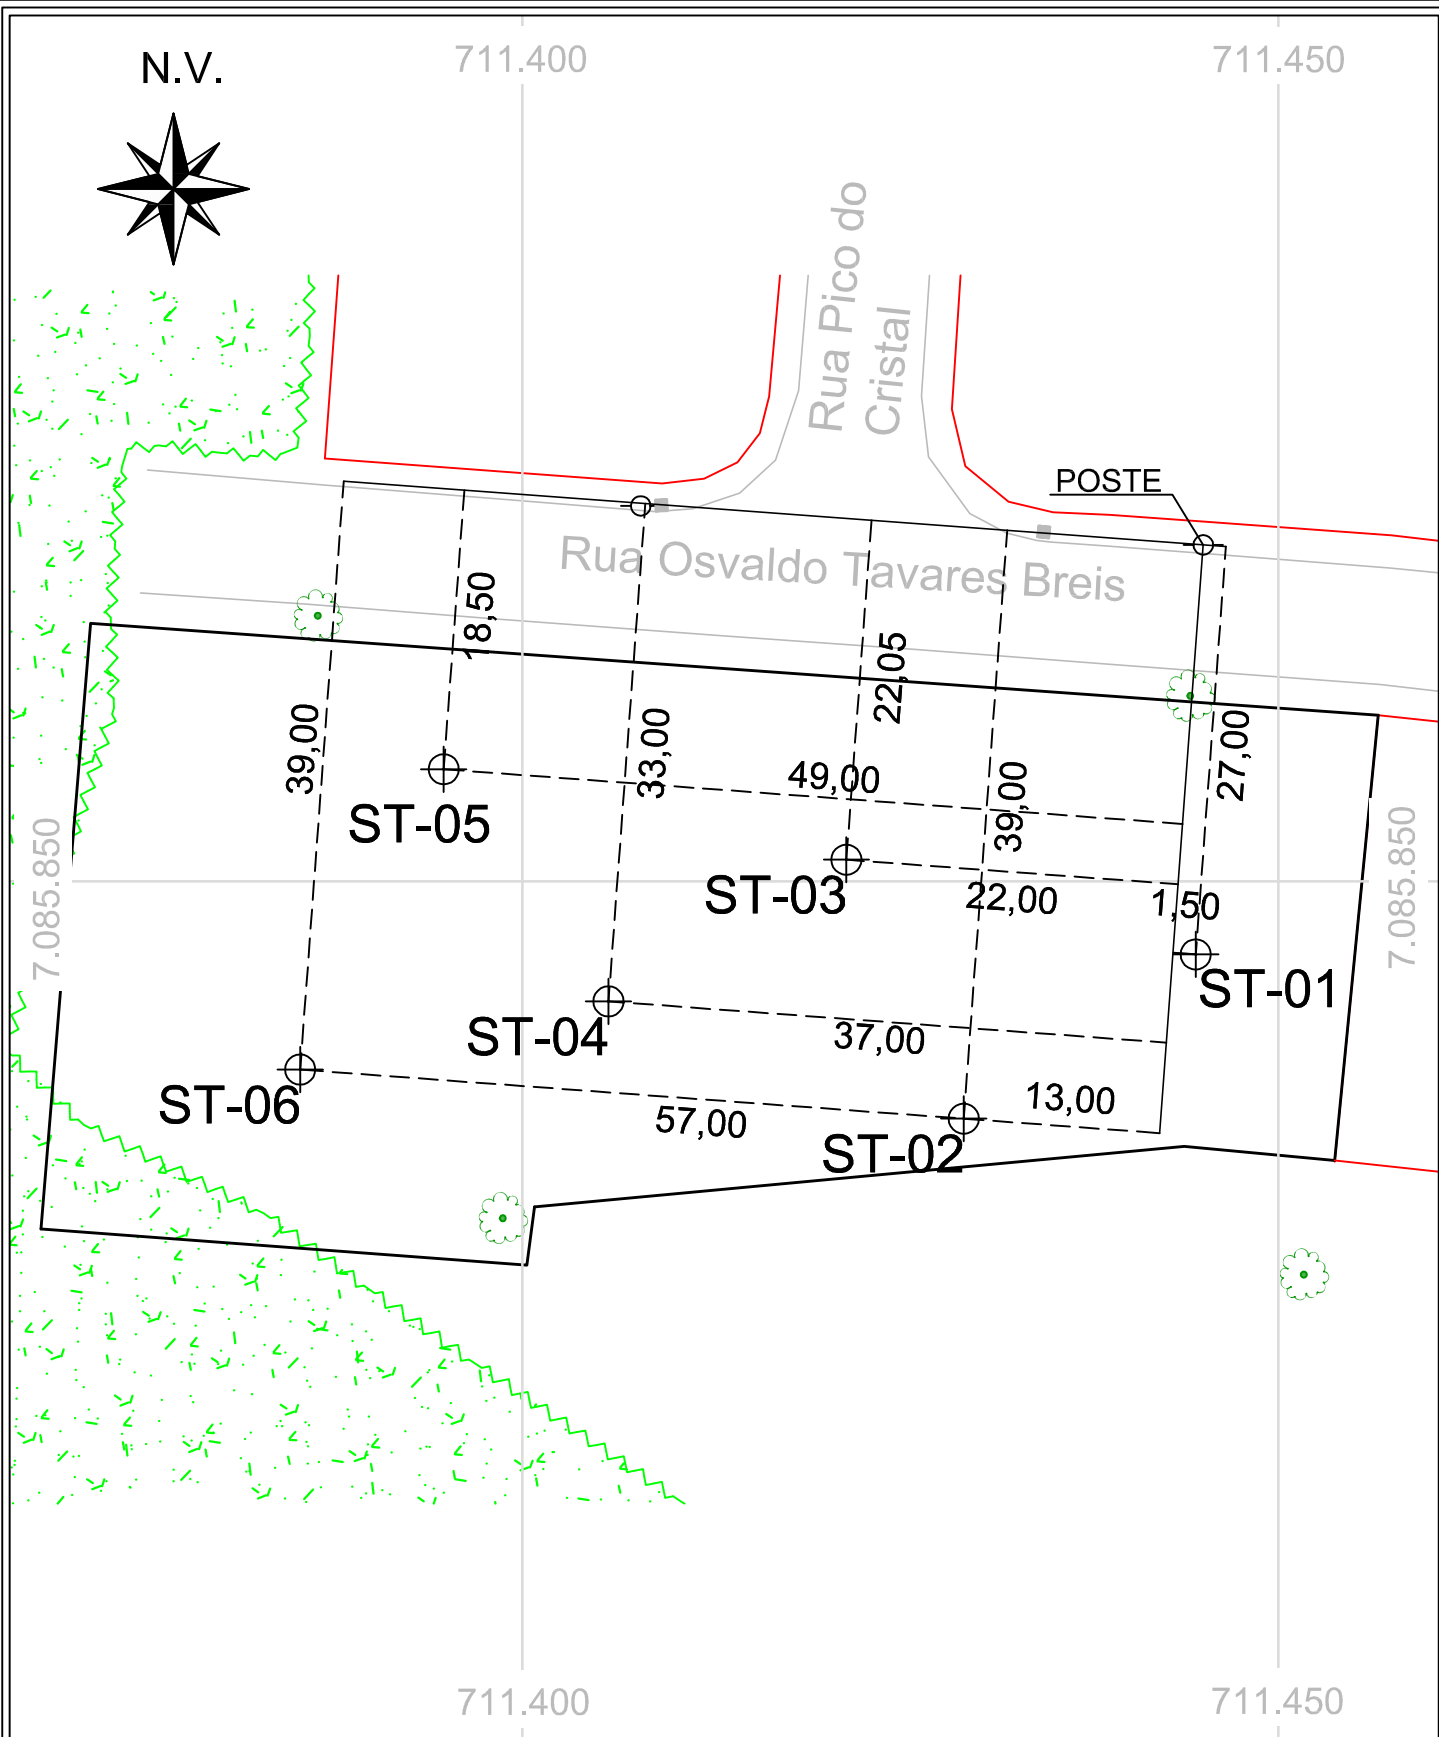 711.400
711.450
N.V.
Rua Pico do
Cristal
POSTE
Rua Osvaldo Tavares Breis
18,50
22,05
39,00
33,00
27,00
49,00
39,00
ST-05
ST-03
22,00
1,50
7.085.850
7.085.850
ST-01
ST-04
37,00
ST-06
57,00
13,00
ST-02
711.400
711.450